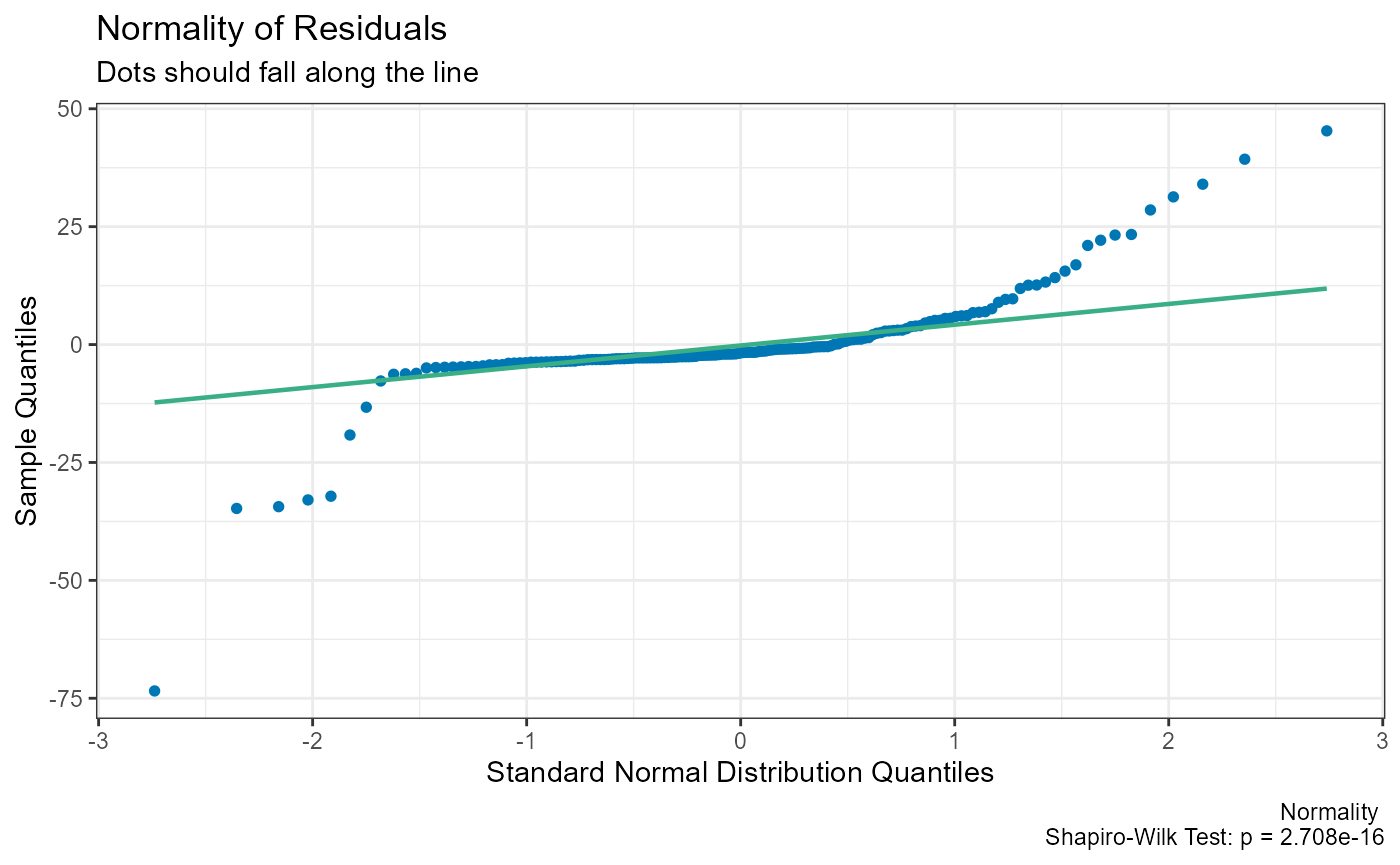 Normality of Residuals
Dots should fall along the line
50
25
0
-25
-50
-75
Sample Quantiles
-3 -2 -1 0 1 2 3
Standard Normal Distribution Quantiles
Normality
Shapiro-Wilk Test: p = 2.708e-16